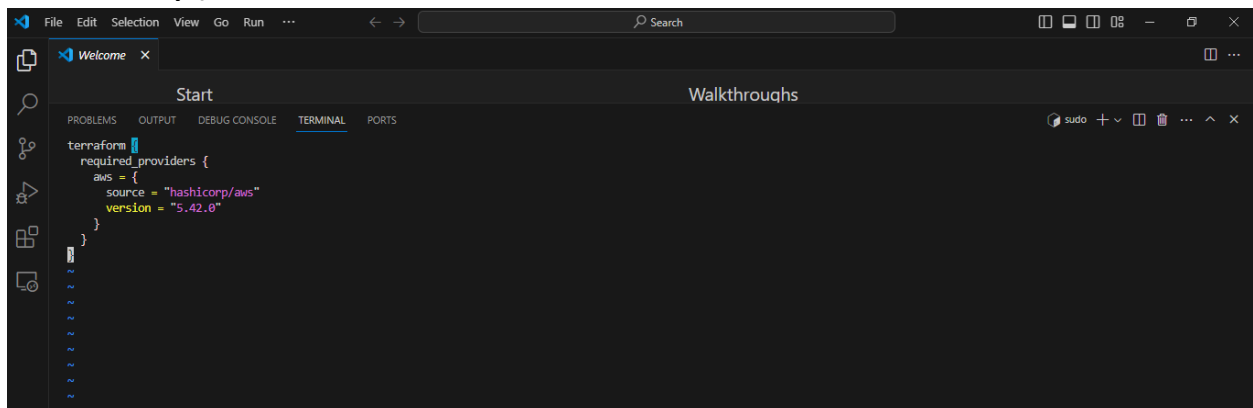 File Edit Selection View Go Run ··· Search
Welcome
Start Walkthroughs
PROBLEMS OUTPUT DEBUG CONSOLE TERMINAL PORTS sudo
terraform {
  required_providers {
    aws = {
      source = "hashicorp/aws"
      version = "5.42.0"
    }
  }
}
~
~
~
~
~
~
~
~
~